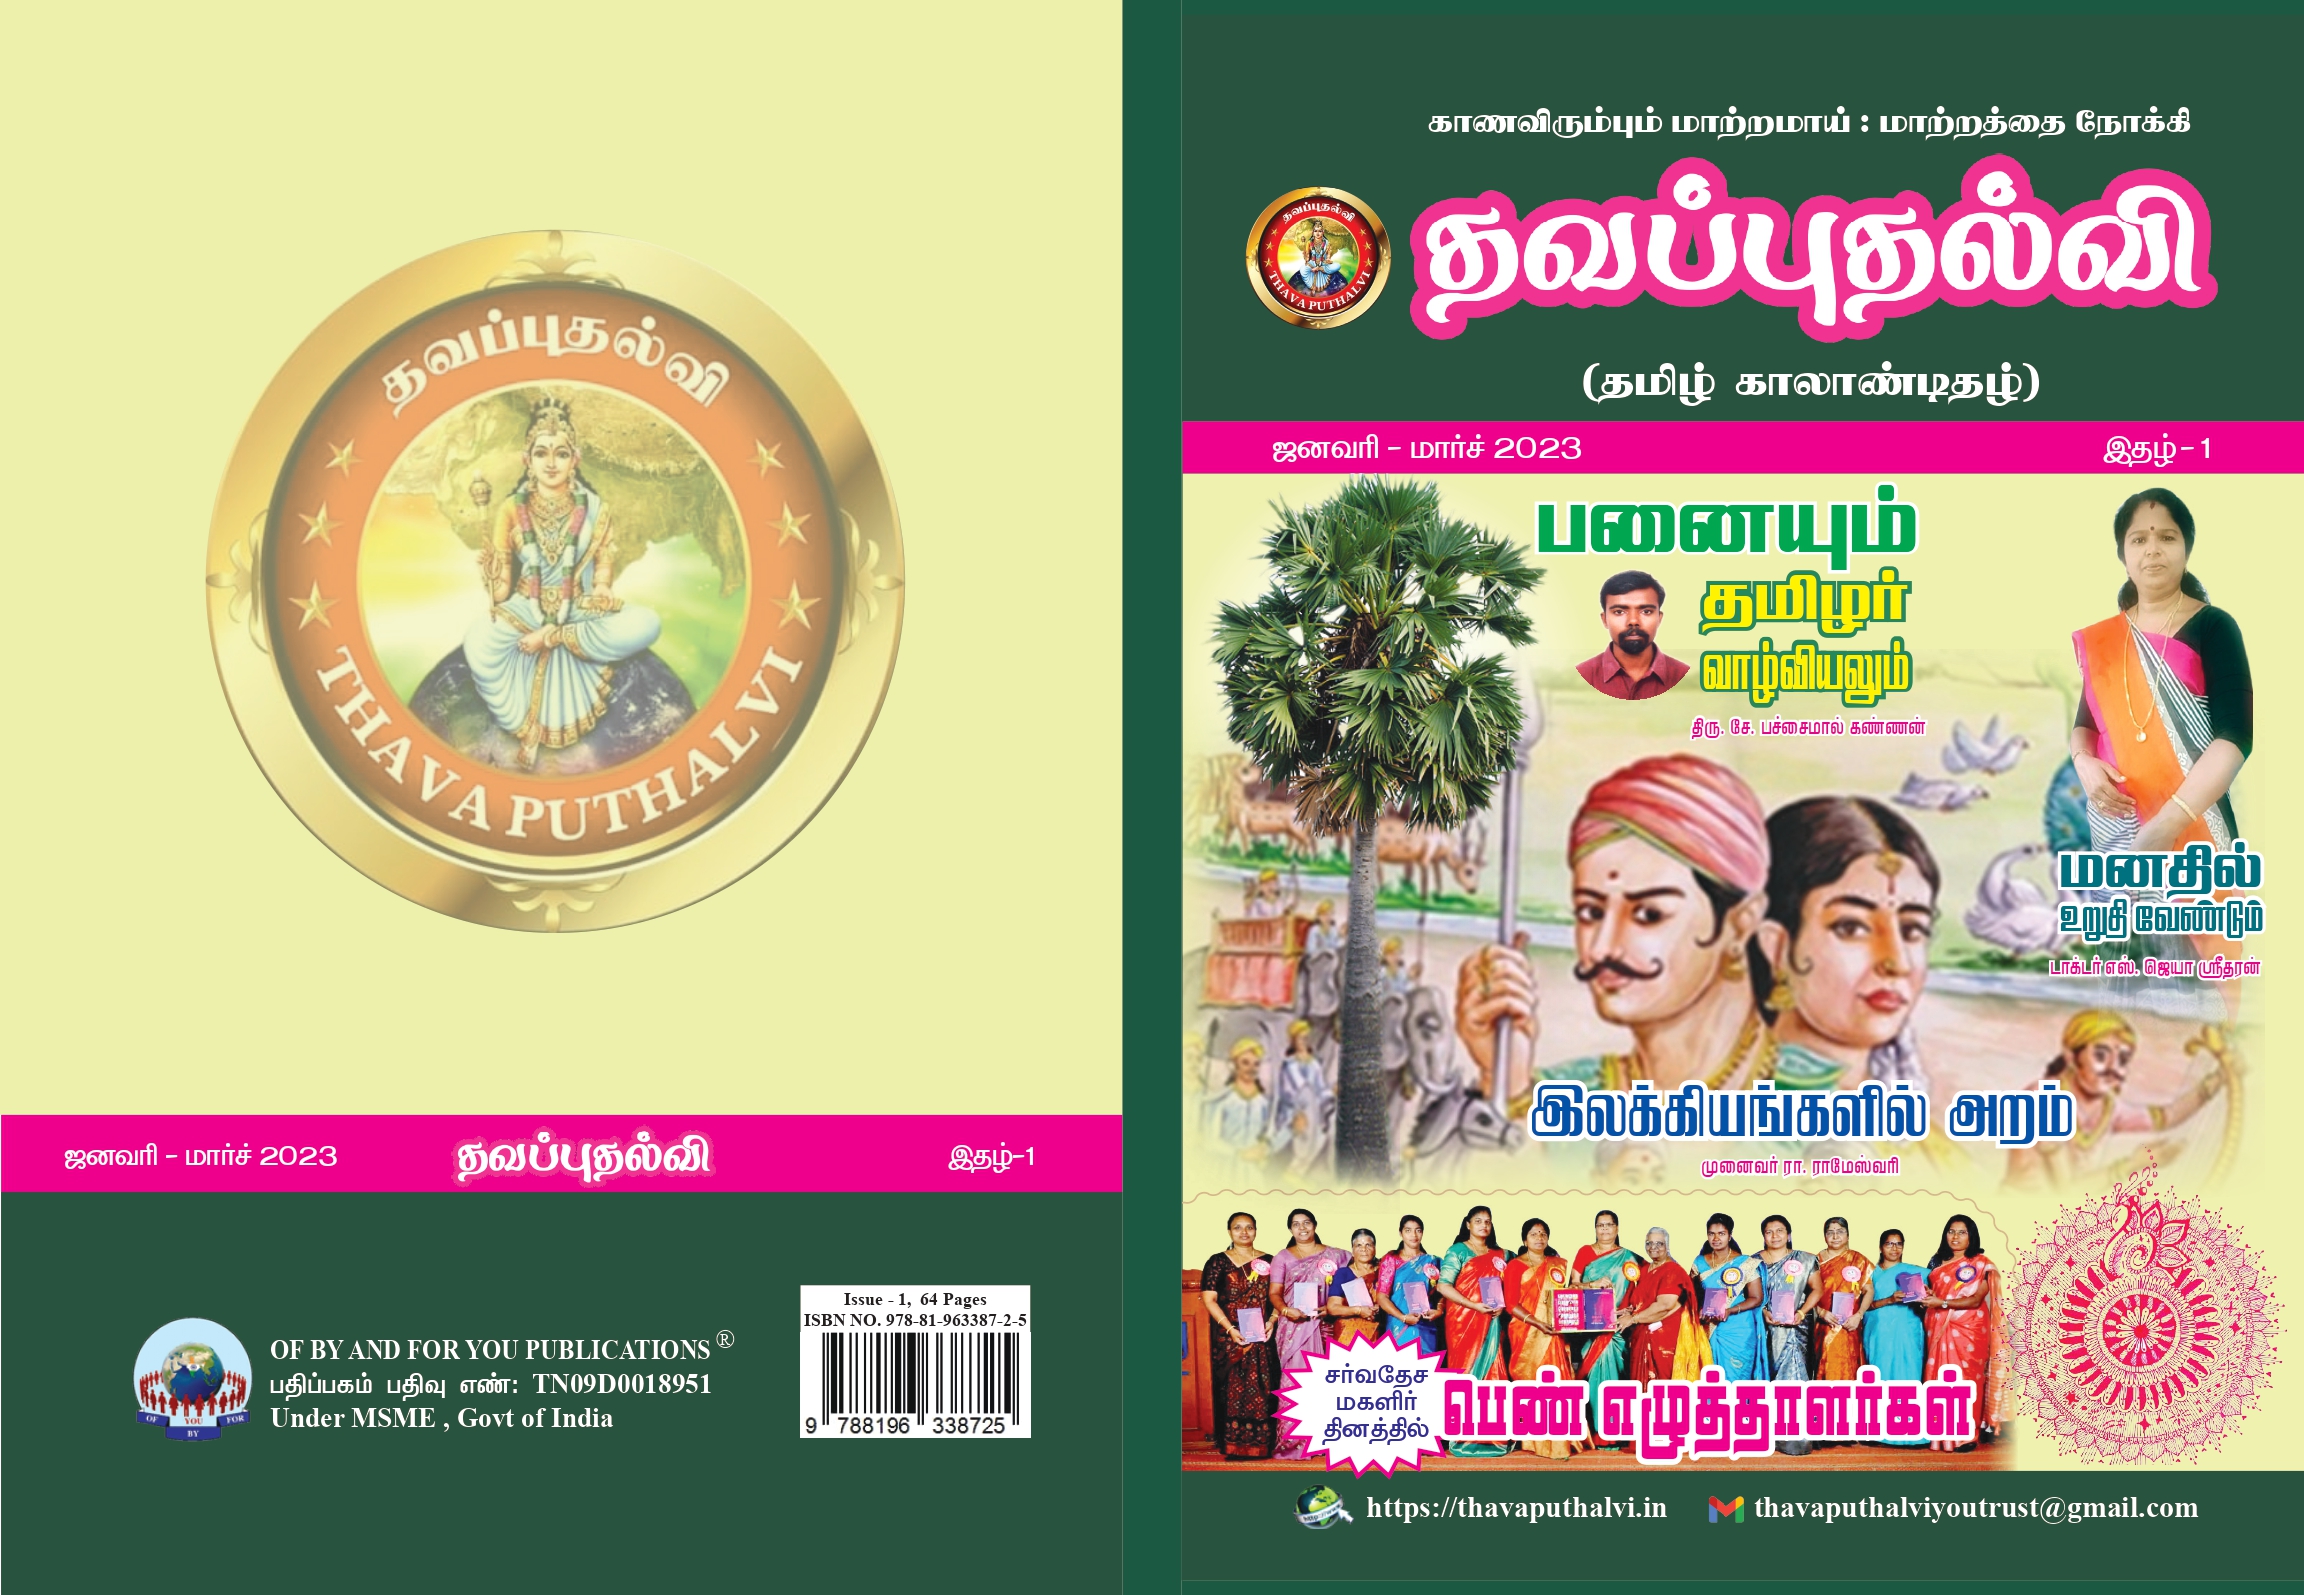 தவப்புதல்வி
THAVA PUTHALVI
ஜனவரி - மார்ச் 2023
தவப்புதல்வி
இதழ்-1
OF BY AND FOR YOU PUBLICATIONS ®
பதிப்பகம் பதிவு எண்: TN09D0018951
Under MSME , Govt of India
OF YOU FOR
BY
Issue - 1, 64 Pages
ISBN NO. 978-81-963387-2-5
9 788196 338725
காணவிரும்பும் மாற்றமாய் : மாற்றத்தை நோக்கி
தவப்புதல்வி
THAVA PUTHALVI
தவப்புதல்வி
(தமிழ் காலாண்டிதழ்)
ஜனவரி - மார்ச் 2023
இதழ் - 1
பனையும்
தமிழர்
வாழ்வியலும்
திரு. சே. பச்சைமால் கண்ணன்
மனதில்
உறுதி வேண்டும்
டாக்டர் எஸ். ஜெயா ஸ்ரீதரன்
இலக்கியங்களில் அறம்
முனைவர் ரா. ராமேஸ்வரி
சர்வதேச
மகளிர்
தினத்தில்
பெண் எழுத்தாளர்கள்
https://thavaputhalvi.in
thavaputhalviyoutrust@gmail.com